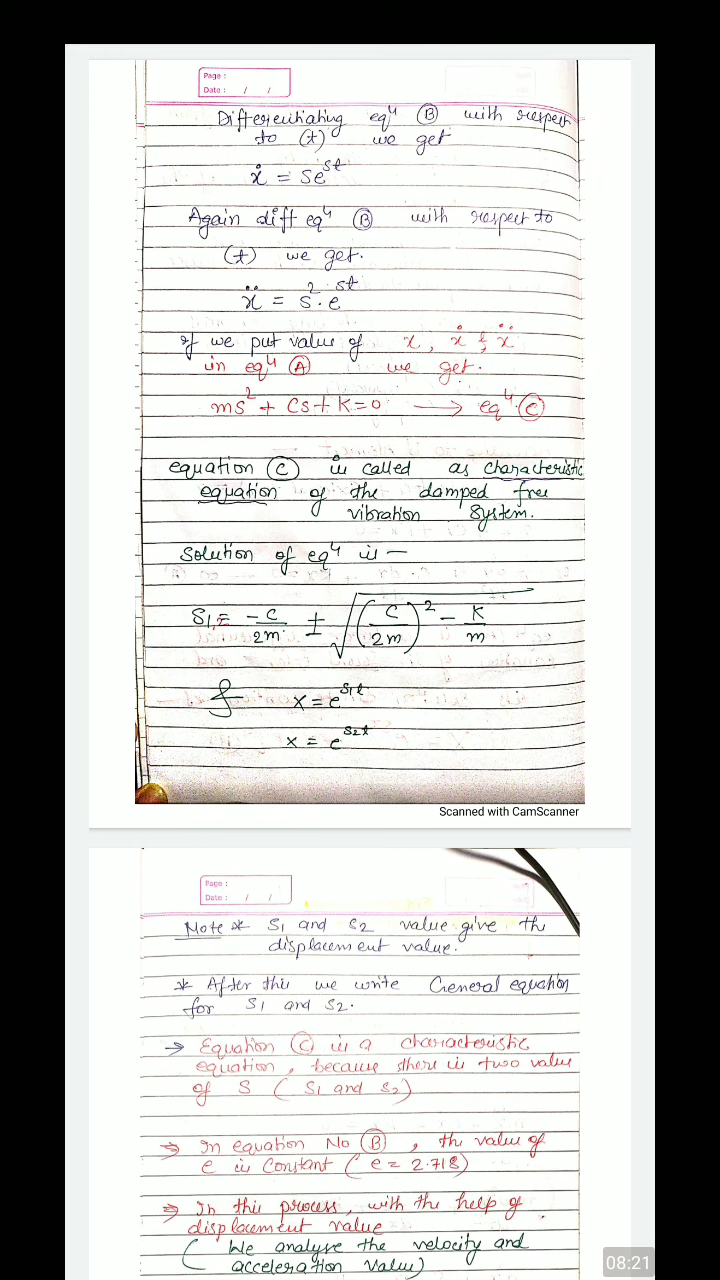 Page :
Date : / /
Differentiating eqⁿ Ⓑ with respect
to (t) we get
ẋ = se^st
Again diff eqⁿ Ⓑ with respect to
(t) we get.
ẍ = s².e^st
If we put value of x, ẋ & ẍ
in eqⁿ Ⓐ we get.
ms² + cs + k = 0 → eqⁿ Ⓒ
equation Ⓒ is called as characteristic
equation of the damped free
vibration System.
Solution of eqⁿ is —
S₁,₂ = -c/2m ± √(c/2m)² - k/m
& x = e^s₁t
x = e^s₂t
Scanned with CamScanner
Page :
Date : / /
Note * S₁ and S₂ value give the
displacement value.
* After this we write General equation
for S₁ and S₂.
→ Equation Ⓒ is a characteristic
equation, because there is two value
of S (S₁ and S₂)
⇒ In equation No Ⓑ, the value of
e is constant (e = 2.718)
⇒ In this process, with the help of
displacement value
( We analyse the velocity and
acceleration value)
08:21